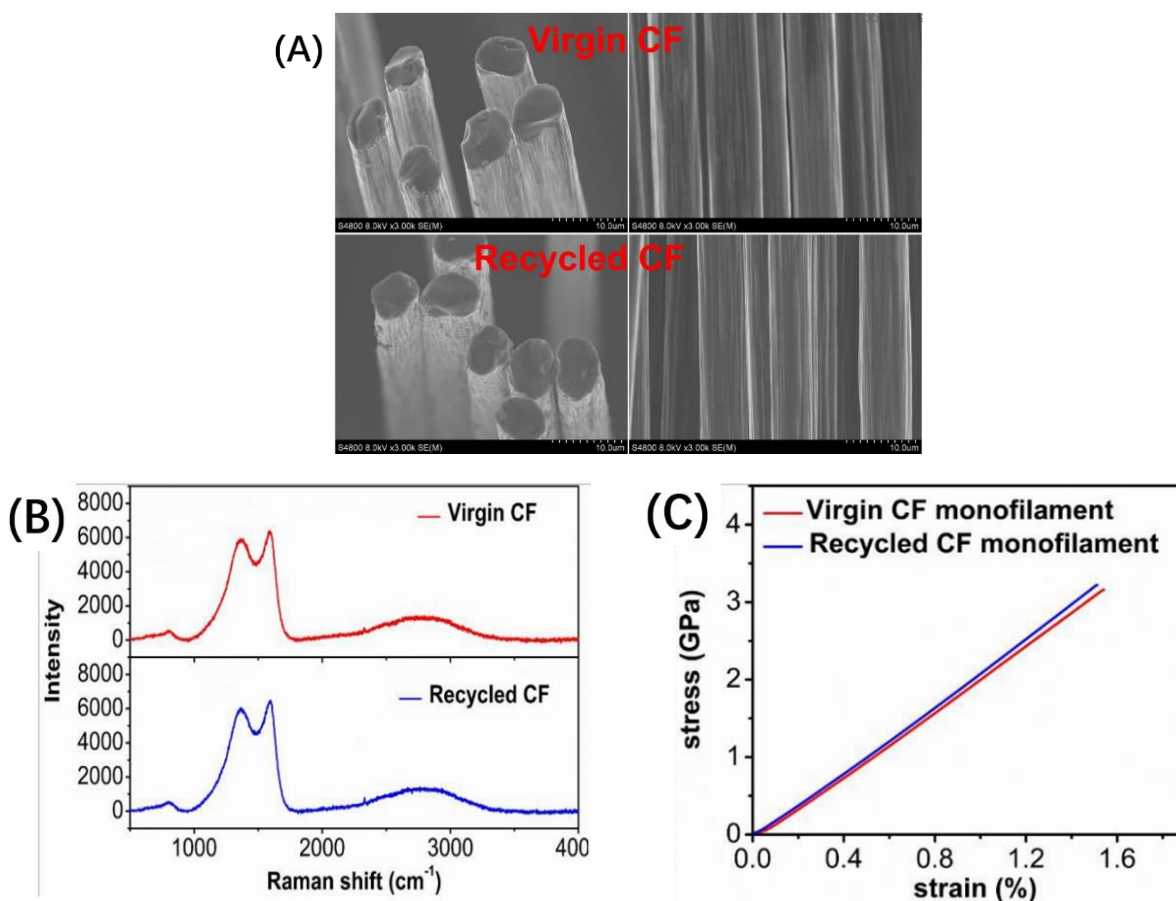 (A)
Virgin CF
S4800 8.0kV x3.00k SE(M) 10.0um
S4800 8.0kV x3.00k SE(M) 10.0um
Recycled CF
S4800 8.0kV x3.00k SE(M) 10.0um
S4800 8.0kV x3.00k SE(M) 10.0um
(B)
Intensity
8000
6000
4000
2000
0
Virgin CF
8000
6000
4000
2000
0
Recycled CF
1000 2000 3000 400
Raman shift (cm⁻¹)
(C)
stress (GPa)
4
3
2
1
0
Virgin CF monofilament
Recycled CF monofilament
0.0 0.4 0.8 1.2 1.6
strain (%)